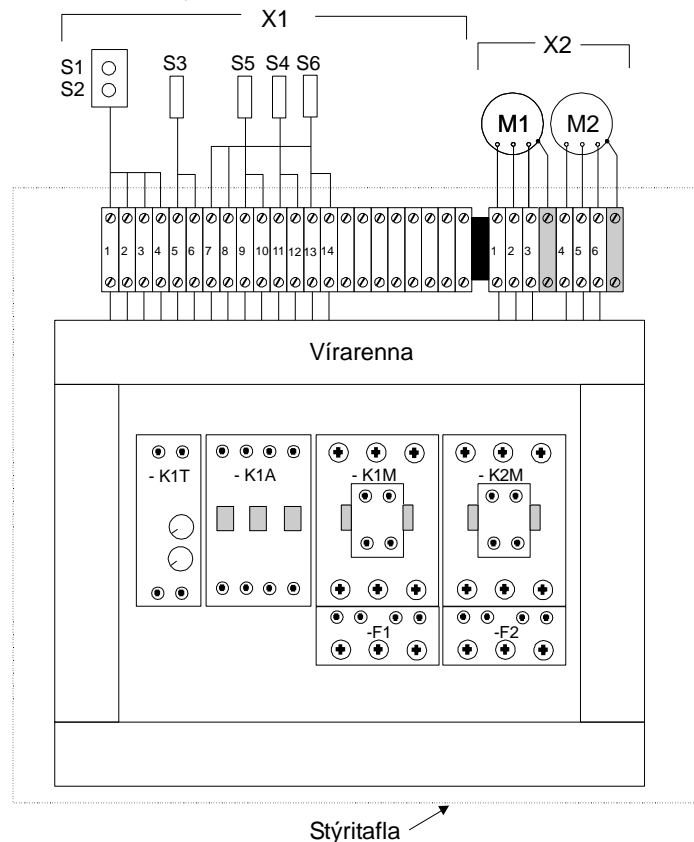 X1
X2
S1
S2
S3 S5 S4 S6
M1 M2
1 2 3 4 5 6 7 8 9 10 11 12 13 14
1 2 3 4 5 6
Vírarenna
- K1T
- K1A
- K1M
- K2M
-F1
-F2
Stýritafla